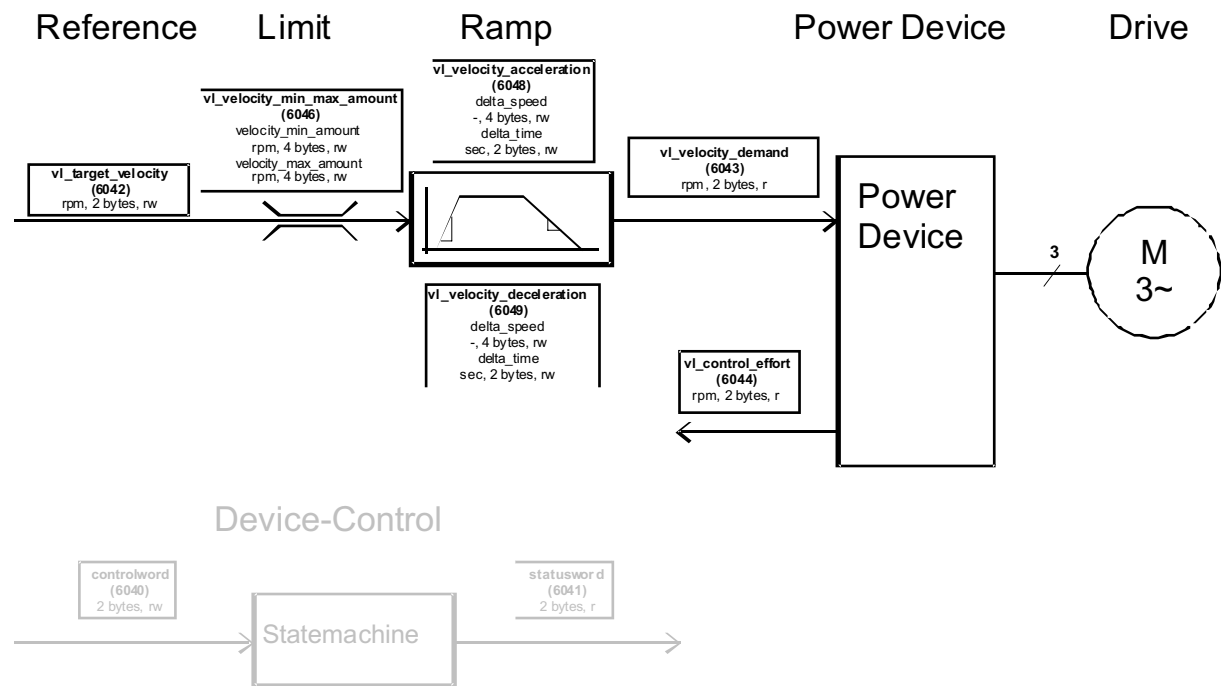 Reference
Limit
Ramp
Power Device
Drive
vl_velocity_acceleration
(6048)
delta_speed
-, 4 bytes, rw
delta_time
sec, 2 bytes, rw
vl_velocity_min_max_amount
(6046)
velocity_min_amount
rpm, 4 bytes, rw
velocity_max_amount
rpm, 4 bytes, rw
vl_target_velocity
(6042)
rpm, 2 bytes, rw
vl_velocity_demand
(6043)
rpm, 2 bytes, r
Power
Device
3
M
3~
vl_velocity_deceleration
(6049)
delta_speed
-, 4 bytes, rw
delta_time
sec, 2 bytes, rw
vl_control_effort
(6044)
rpm, 2 bytes, r
Device-Control
controlword
(6040)
2 bytes, rw
statusword
(6041)
2 bytes, r
Statemachine